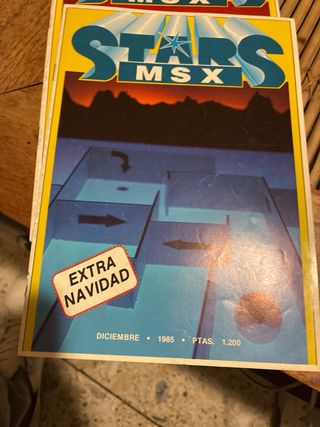 MSX
STARS
MSX
EXTRA
NAVIDAD
DICIEMBRE • 1985 • PTAS. 1.200